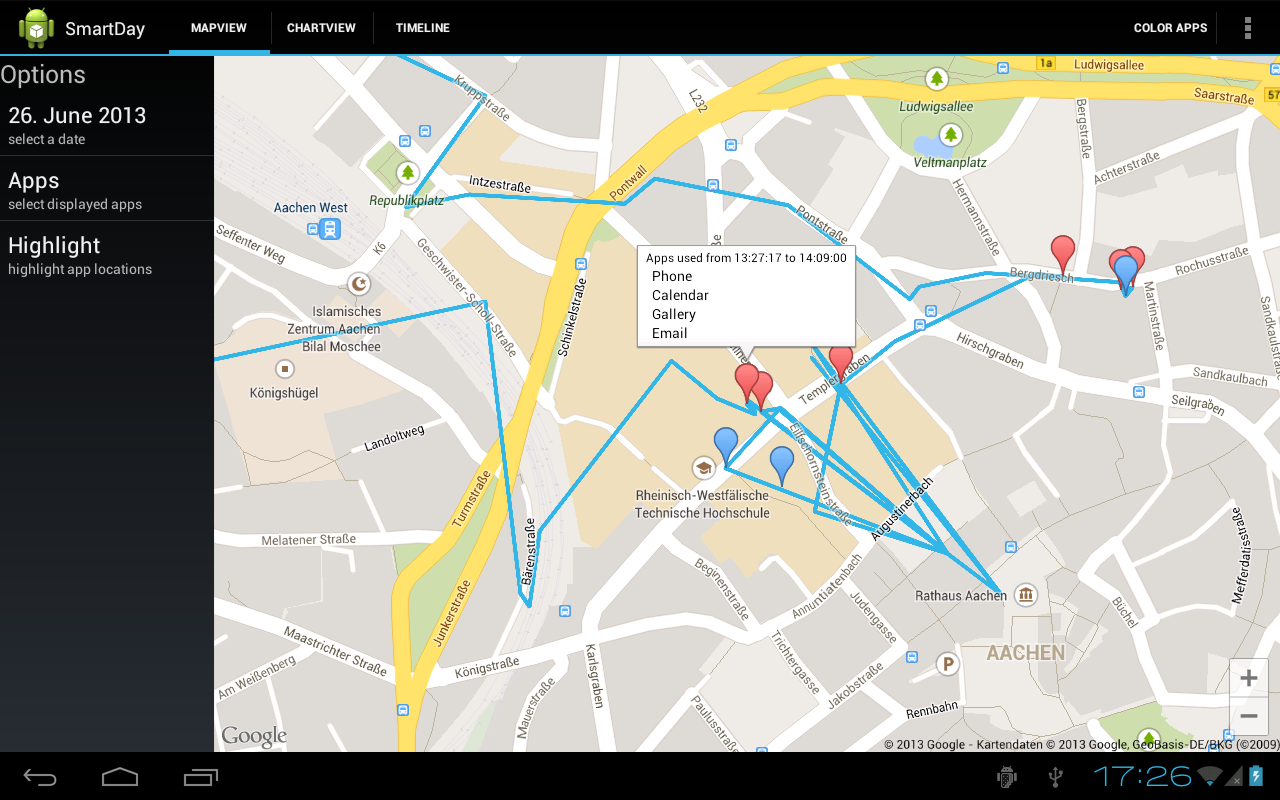 SmartDay
MAPVIEW
CHARTVIEW
TIMELINE
COLOR APPS
Options
26. June 2013
select a date
Apps
select displayed apps
Highlight
highlight app locations
Kruppstraße
L232
1a
Ludwigsallee
Saarstraße
57
Ludwigsallee
Veltmanplatz
Bergstraße
Achterstraße
Republikplatz
Intzestraße
Pontwall
Pontstraße
Hermannstraße
Aachen West
Seffenter Weg
K6
Geschwister-Scholl-Straße
Bergdriesch
Rochusstraße
Martinstraße
Apps used from 13:27:17 to 14:09:00
Phone
Calendar
Gallery
Email
Islamisches
Zentrum Aachen
Bilal Moschee
Schinkelstraße
Königshügel
Hirschgraben
Sandkaulbach
Seilgraben
Templergraben
Landoltweg
Eilfschornsteinstraße
Turmstraße
Rheinisch-Westfälische
Technische Hochschule
Augustinerbach
Melatener Straße
Bärenstraße
Mefferdatisstraße
Beginenstraße
Annuntiatenbach
Rathaus Aachen
Judengasse
Büchel
Junkerstraße
Maastrichter Straße
Königstraße
Karlsgraben
Trichtergasse
AACHEN
P
Am Weißenberg
Mauerstraße
Jakobstraße
Paulusstraße
Rennbahn
+
−
Google
© 2013 Google - Kartendaten © 2013 Google, GeoBasis-DE/BKG (©2009)
17:26